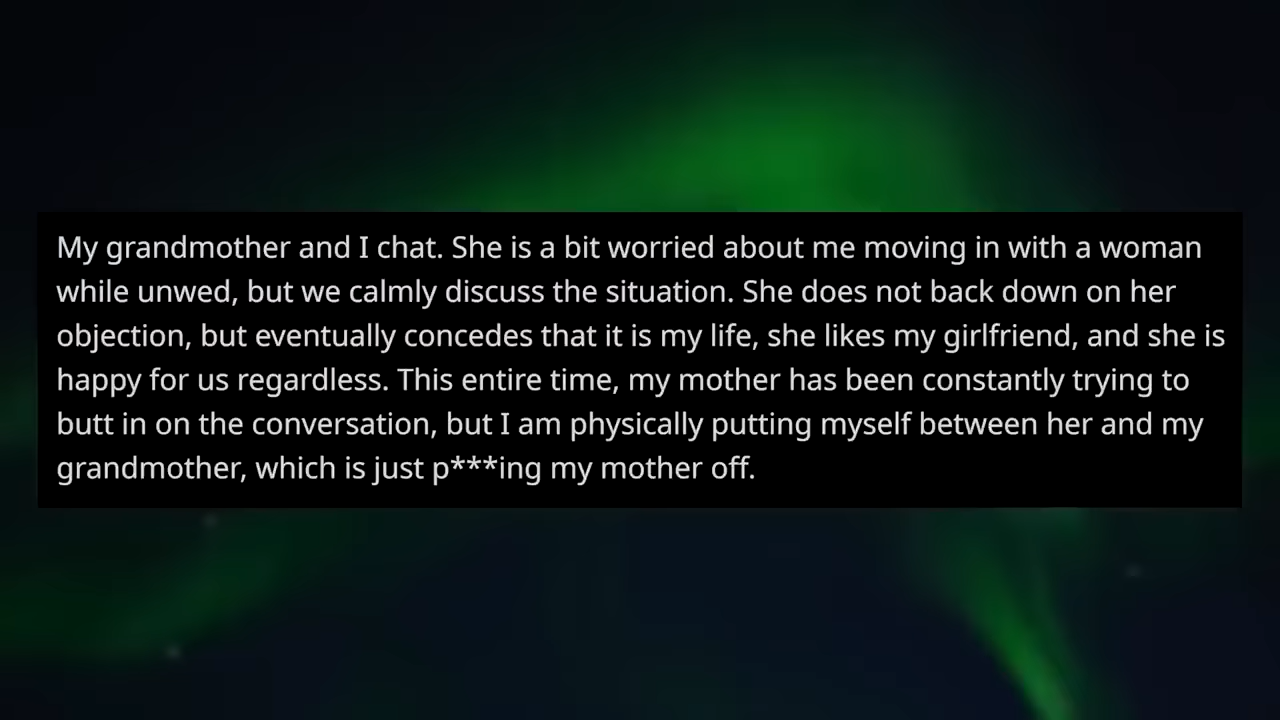 My grandmother and I chat. She is a bit worried about me moving in with a woman
while unwed, but we calmly discuss the situation. She does not back down on her
objection, but eventually concedes that it is my life, she likes my girlfriend, and she is
happy for us regardless. This entire time, my mother has been constantly trying to
butt in on the conversation, but I am physically putting myself between her and my
grandmother, which is just p***ing my mother off.